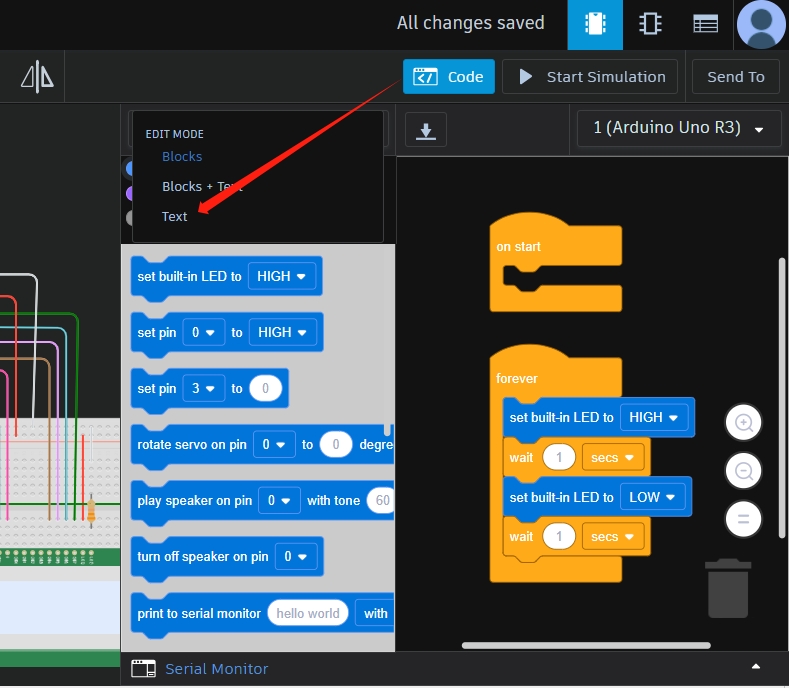 All changes saved
Code
Start Simulation
Send To
1 (Arduino Uno R3)
EDIT MODE
Blocks
Blocks + Text
Text
set built-in LED to HIGH
set pin 0 to HIGH
set pin 3 to 0
rotate servo on pin 0 to 0 degre
play speaker on pin 0 with tone 60
turn off speaker on pin 0
print to serial monitor hello world with
on start
forever
set built-in LED to HIGH
wait 1 secs
set built-in LED to LOW
wait 1 secs
Serial Monitor